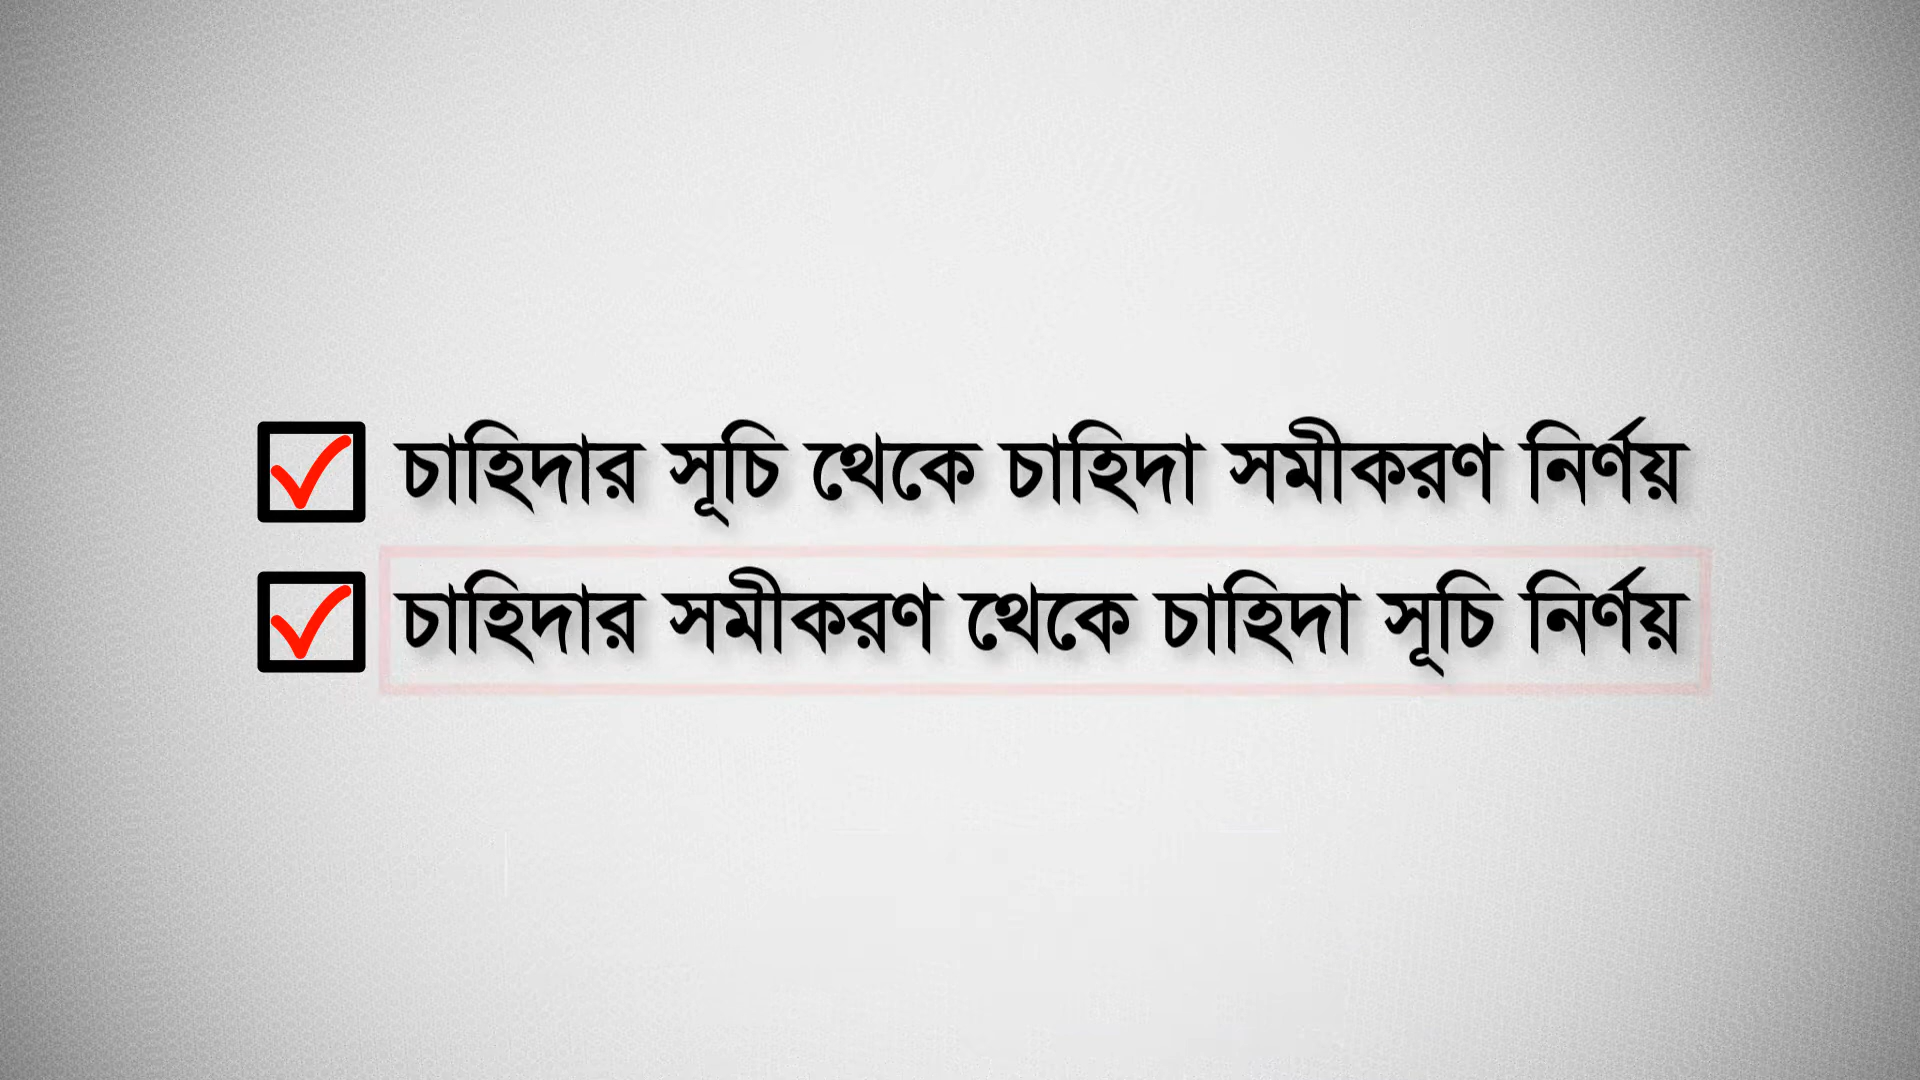 চাহিদার সূচি থেকে চাহিদা সমীকরণ নির্ণয়
চাহিদার সমীকরণ থেকে চাহিদা সূচি নির্ণয়